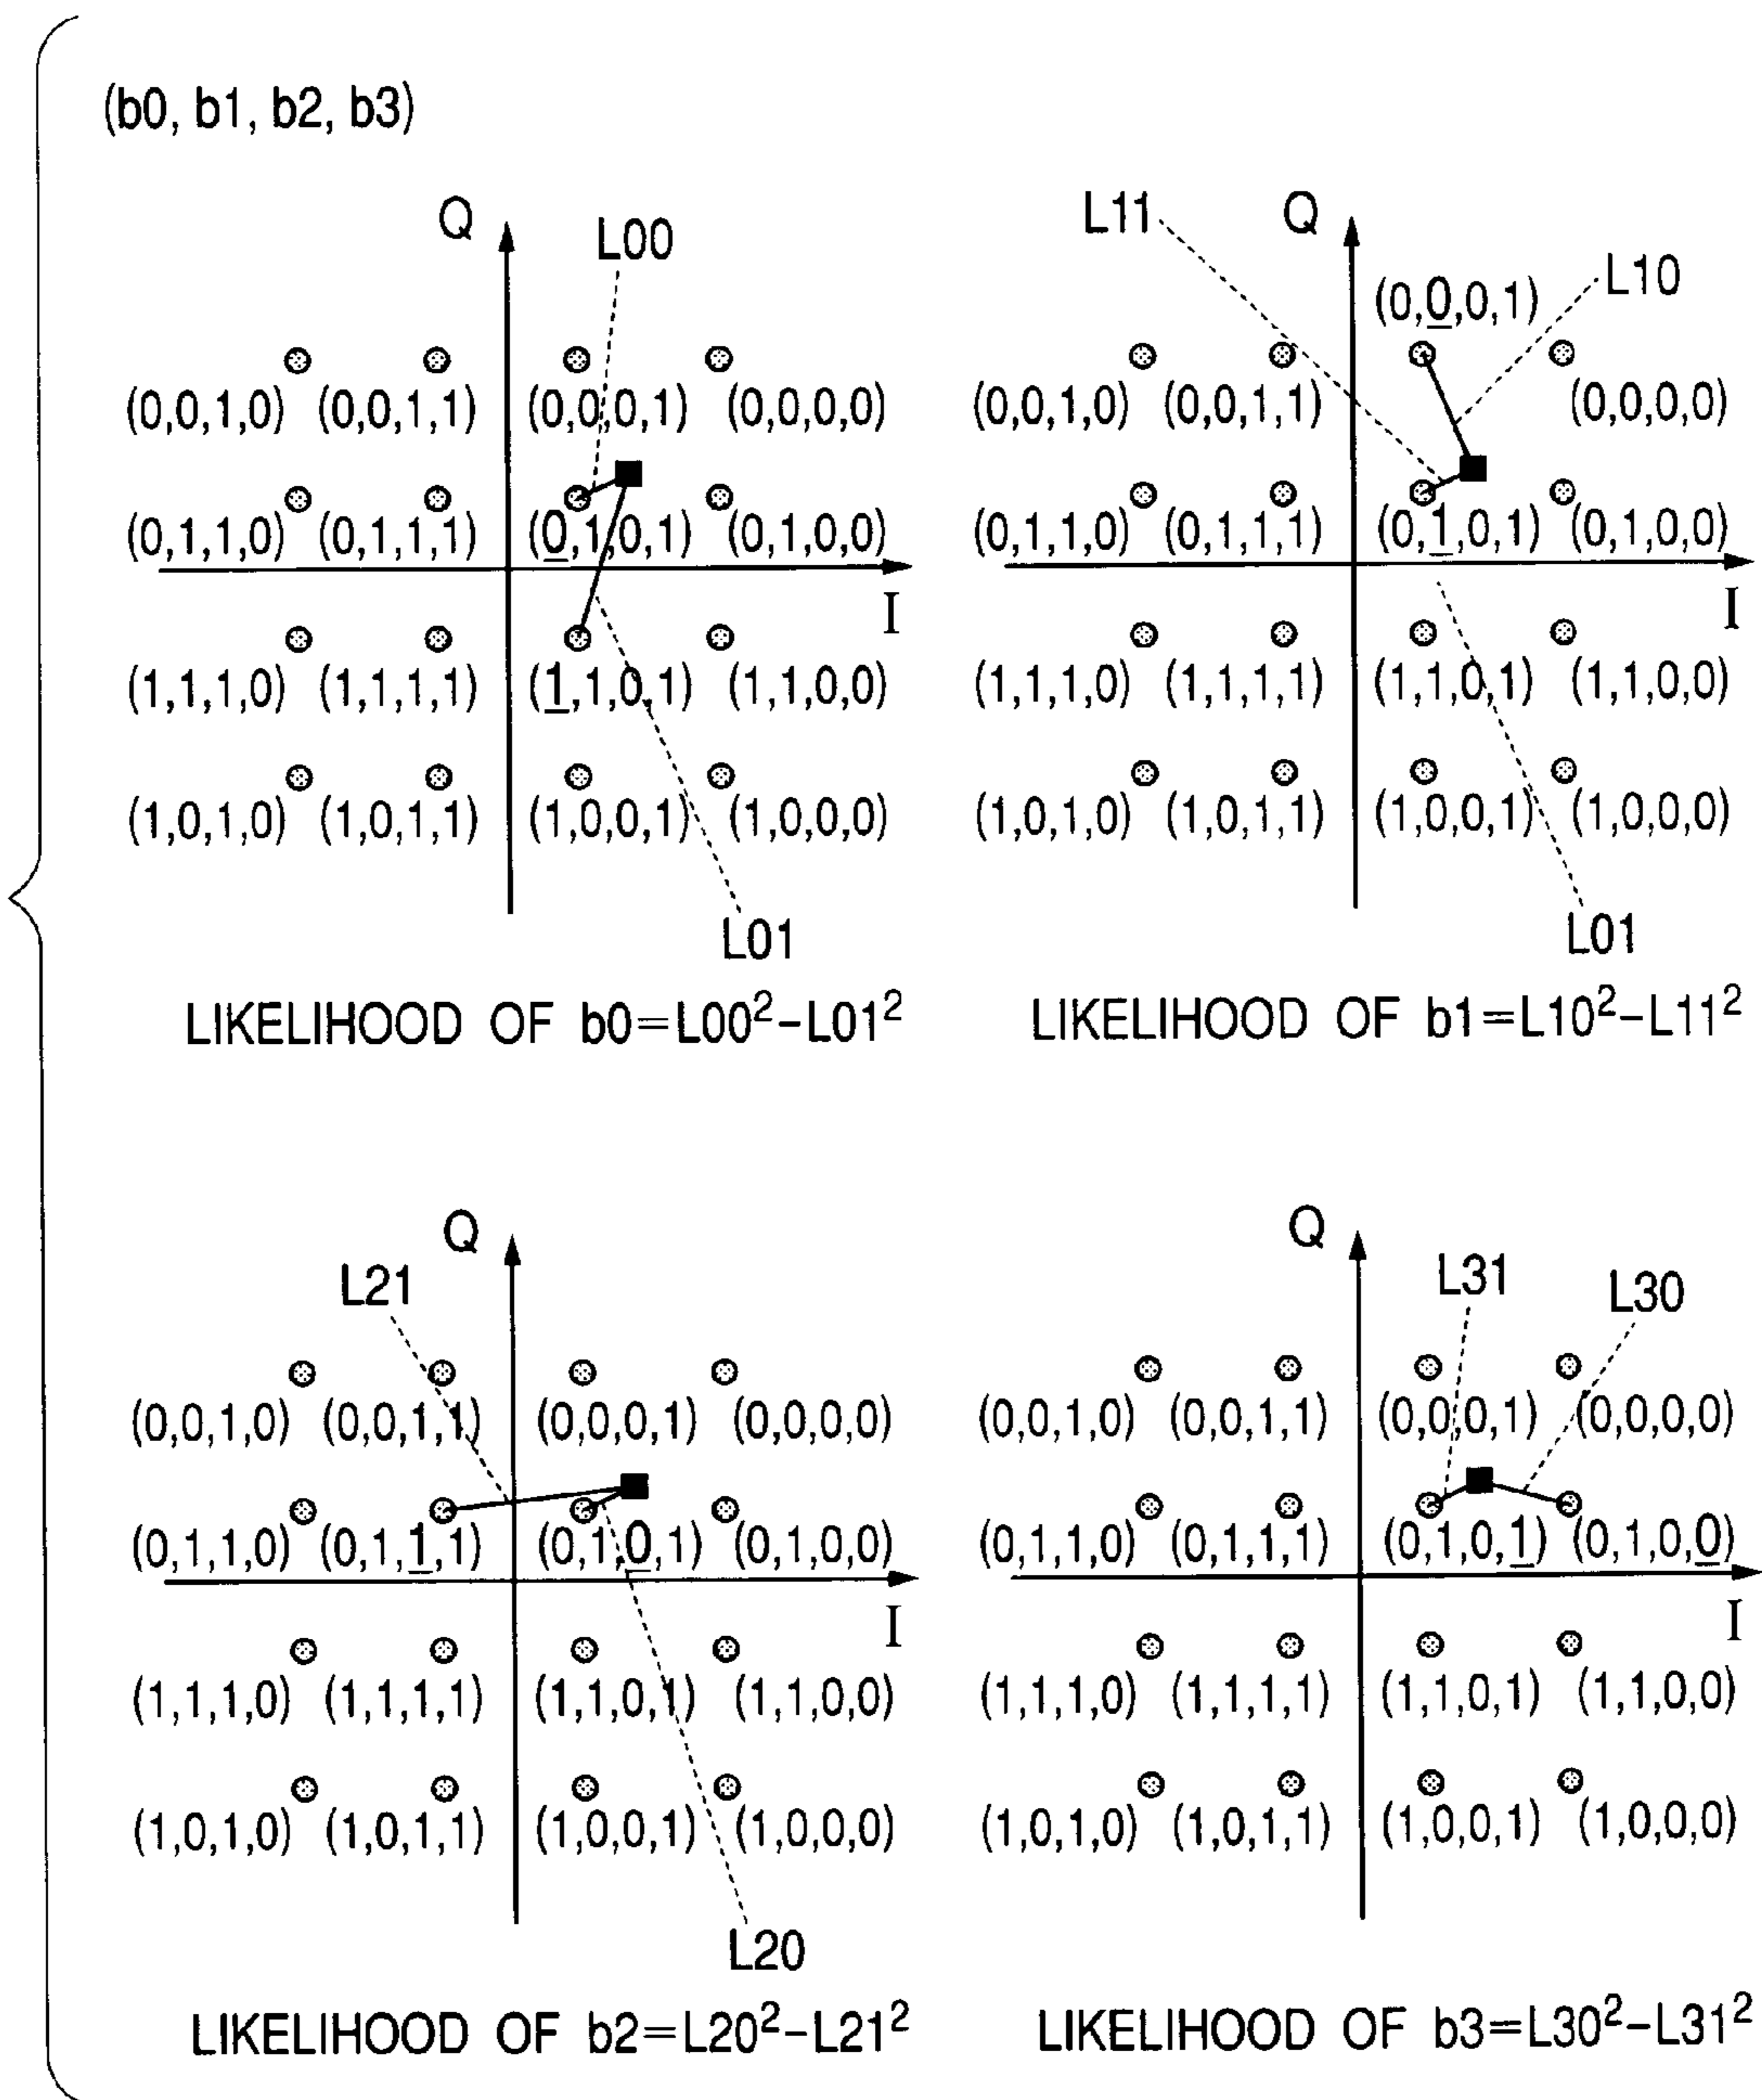 (b0, b1, b2, b3)
Q
L00
(0,0,1,0) (0,0,1,1) (0,0,0,1) (0,0,0,0)
(0,1,1,0) (0,1,1,1) (0,1,0,1) (0,1,0,0)
I
(1,1,1,0) (1,1,1,1) (1,1,0,1) (1,1,0,0)
(1,0,1,0) (1,0,1,1) (1,0,0,1) (1,0,0,0)
L01
LIKELIHOOD OF b0=L00²-L01²
L11
Q
L10
(0,0,0,1)
(0,0,1,0) (0,0,1,1) (0,0,0,0)
(0,1,1,0) (0,1,1,1) (0,1,0,1) (0,1,0,0)
I
(1,1,1,0) (1,1,1,1) (1,1,0,1) (1,1,0,0)
(1,0,1,0) (1,0,1,1) (1,0,0,1) (1,0,0,0)
L01
LIKELIHOOD OF b1=L10²-L11²
Q
L21
(0,0,1,0) (0,0,1,1) (0,0,0,1) (0,0,0,0)
(0,1,1,0) (0,1,1,1) (0,1,0,1) (0,1,0,0)
I
(1,1,1,0) (1,1,1,1) (1,1,0,1) (1,1,0,0)
(1,0,1,0) (1,0,1,1) (1,0,0,1) (1,0,0,0)
L20
LIKELIHOOD OF b2=L20²-L21²
Q
L31
L30
(0,0,1,0) (0,0,1,1) (0,0,0,1) (0,0,0,0)
(0,1,1,0) (0,1,1,1) (0,1,0,1) (0,1,0,0)
I
(1,1,1,0) (1,1,1,1) (1,1,0,1) (1,1,0,0)
(1,0,1,0) (1,0,1,1) (1,0,0,1) (1,0,0,0)
LIKELIHOOD OF b3=L30²-L31²